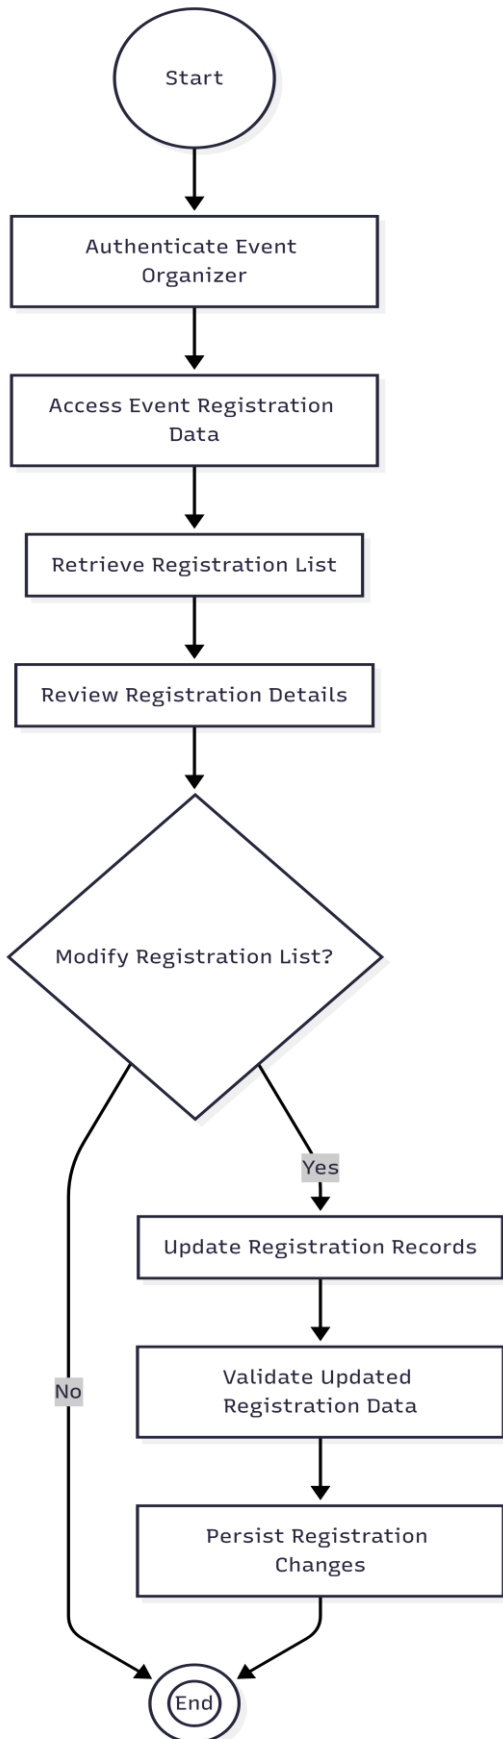 Start
Authenticate Event
Organizer
Access Event Registration
Data
Retrieve Registration List
Review Registration Details
Modify Registration List?
Yes
Update Registration Records
Validate Updated
Registration Data
No
Persist Registration
Changes
End